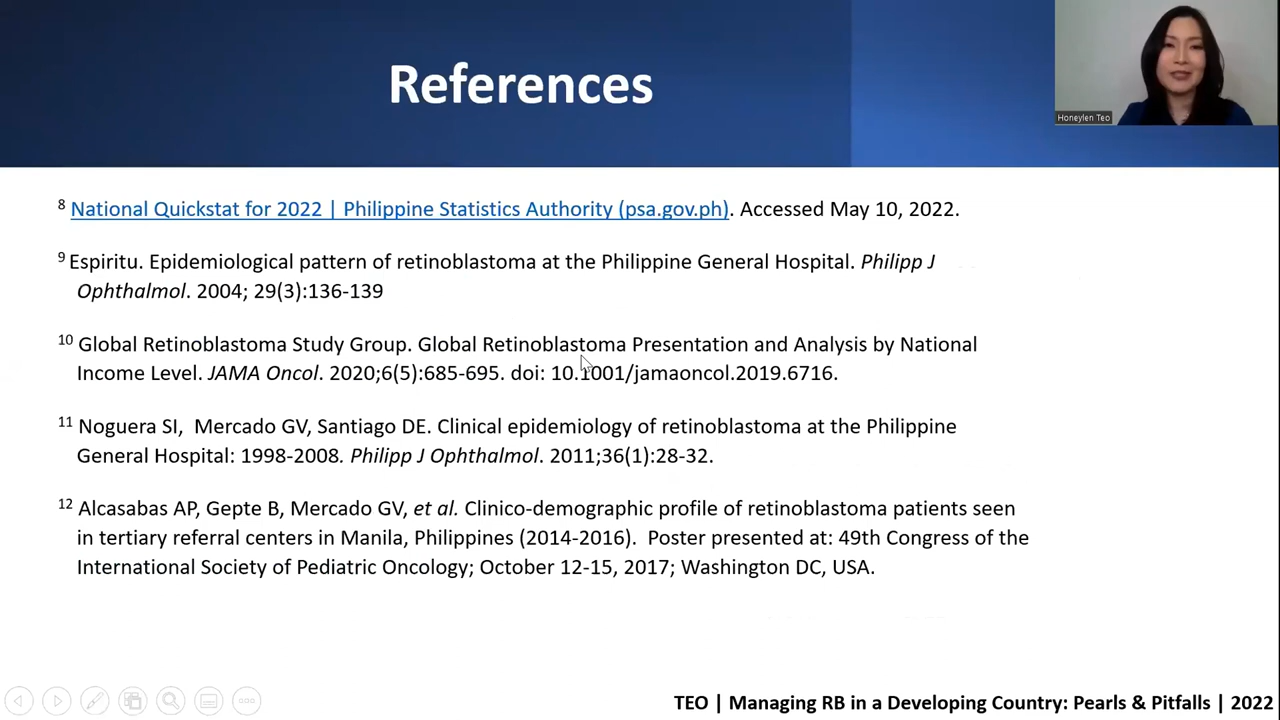 References
Honeylen Teo
8 National Quickstat for 2022 | Philippine Statistics Authority (psa.gov.ph). Accessed May 10, 2022.
9 Espiritu. Epidemiological pattern of retinoblastoma at the Philippine General Hospital. Philipp J
Ophthalmol. 2004; 29(3):136-139
10 Global Retinoblastoma Study Group. Global Retinoblastoma Presentation and Analysis by National
Income Level. JAMA Oncol. 2020;6(5):685-695. doi: 10.1001/jamaoncol.2019.6716.
11 Noguera SI, Mercado GV, Santiago DE. Clinical epidemiology of retinoblastoma at the Philippine
General Hospital: 1998-2008. Philipp J Ophthalmol. 2011;36(1):28-32.
12 Alcasabas AP, Gepte B, Mercado GV, et al. Clinico-demographic profile of retinoblastoma patients seen
in tertiary referral centers in Manila, Philippines (2014-2016). Poster presented at: 49th Congress of the
International Society of Pediatric Oncology; October 12-15, 2017; Washington DC, USA.
TEO | Managing RB in a Developing Country: Pearls & Pitfalls | 2022